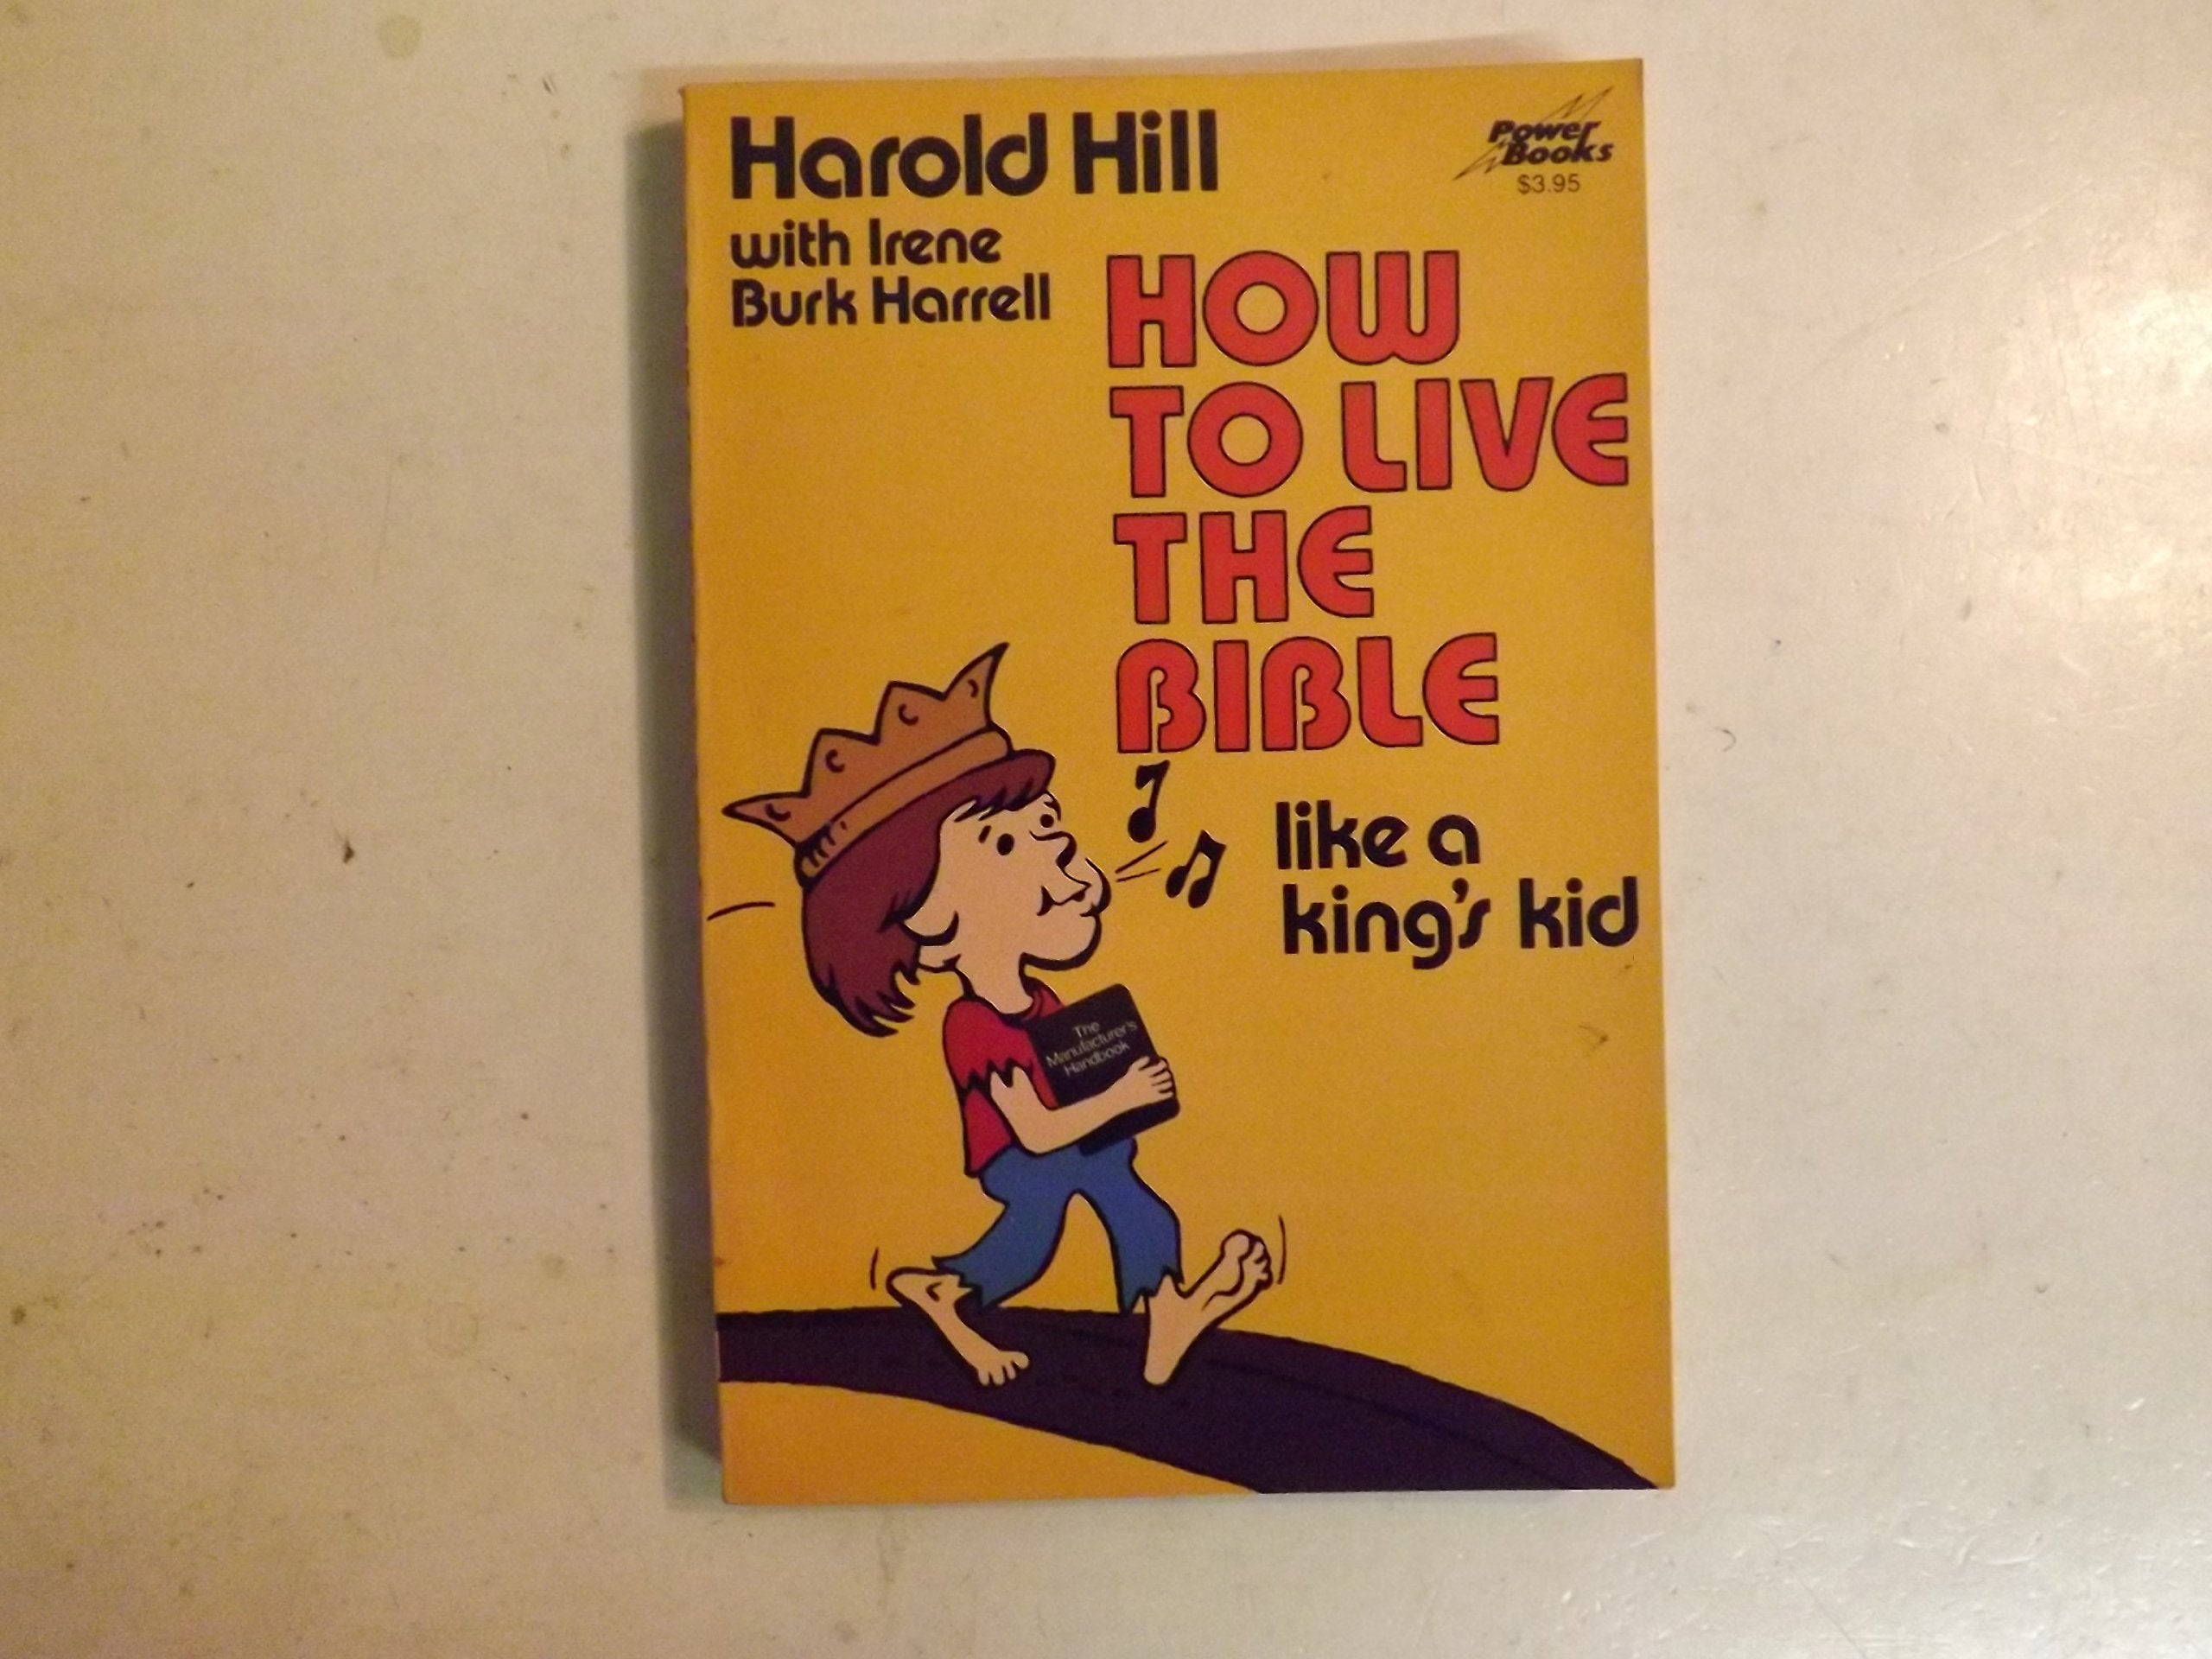 Harold Hill
with Irene
Burk Harrell
Power
Books
$3.95
HOW
TO LIVE
THE
BIBLE
like a
king's kid
The
Manufacturer's
Handbook